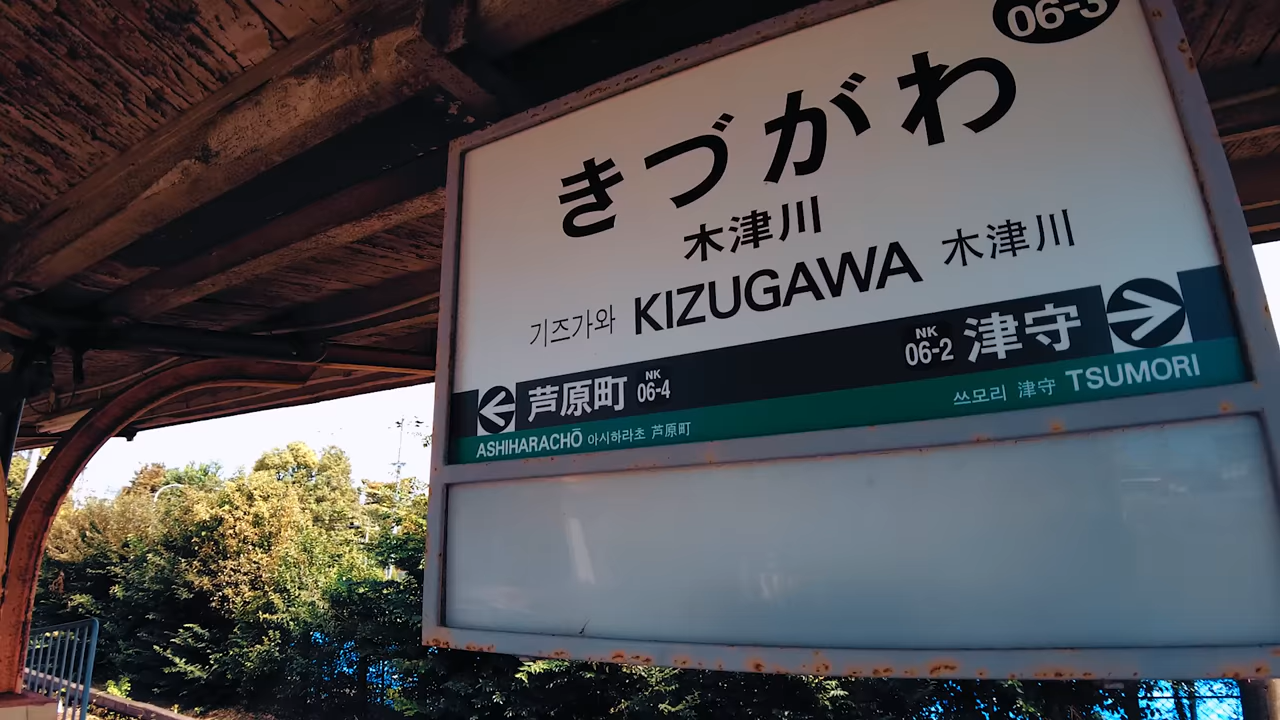 06-3
きづがわ
木津川
기즈가와 KIZUGAWA 木津川
芦原町 NK 06-4
NK 06-2 津守
ASHIHARACHŌ 아시하라초 芦原町
쓰모리 津守 TSUMORI